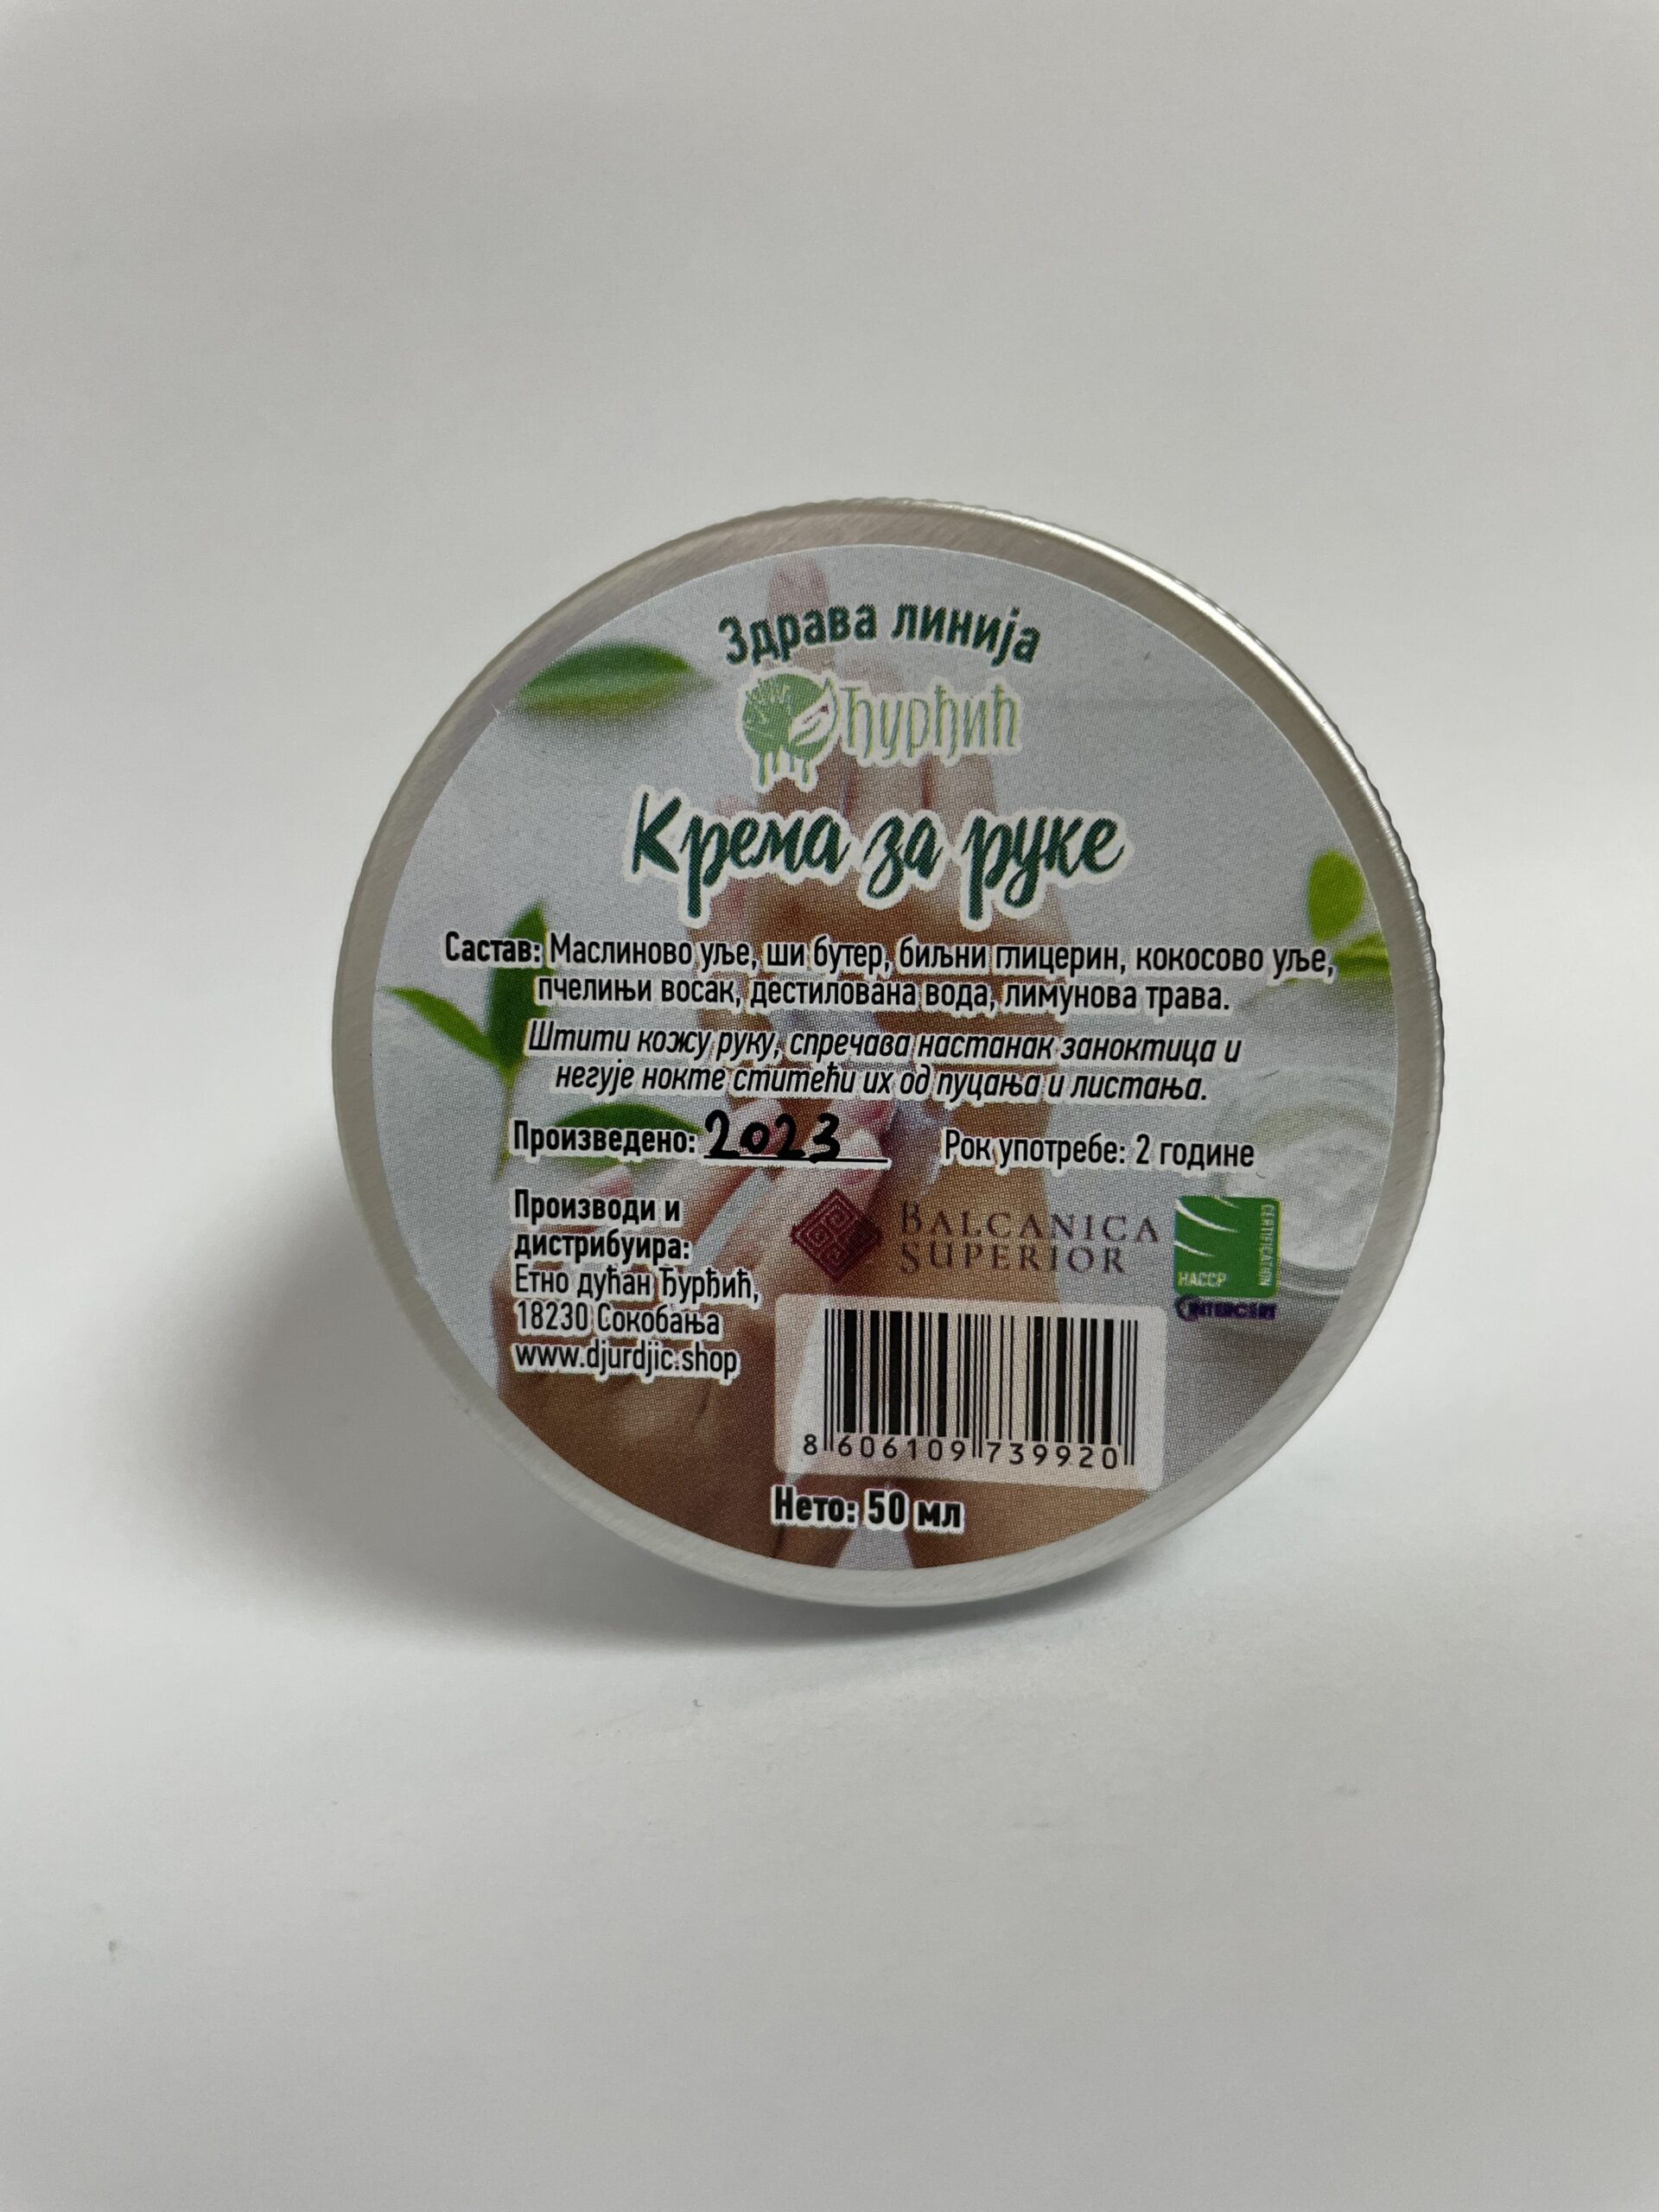 Здрава линија
Ђурђић
Крема за руке
Састав: Маслиново уље, ши бутер, биљни глицерин, кокосово уље,
пчелињи восак, дестилована вода, лимунова трава.
Штити кожу руку, спречава настанак заноктица и
негује нокте ститећи их од пуцања и листања.
Произведено: 2023
Рок употребе: 2 године
Производи и
дистрибуира:
Етно дућан Ђурђић,
18230 Сокобања
www.djurdjic.shop
BALCANICA
SUPERIOR
CERTIFICATION
HACCP
INTERCERT
8 606109 739920
Нето: 50 мл